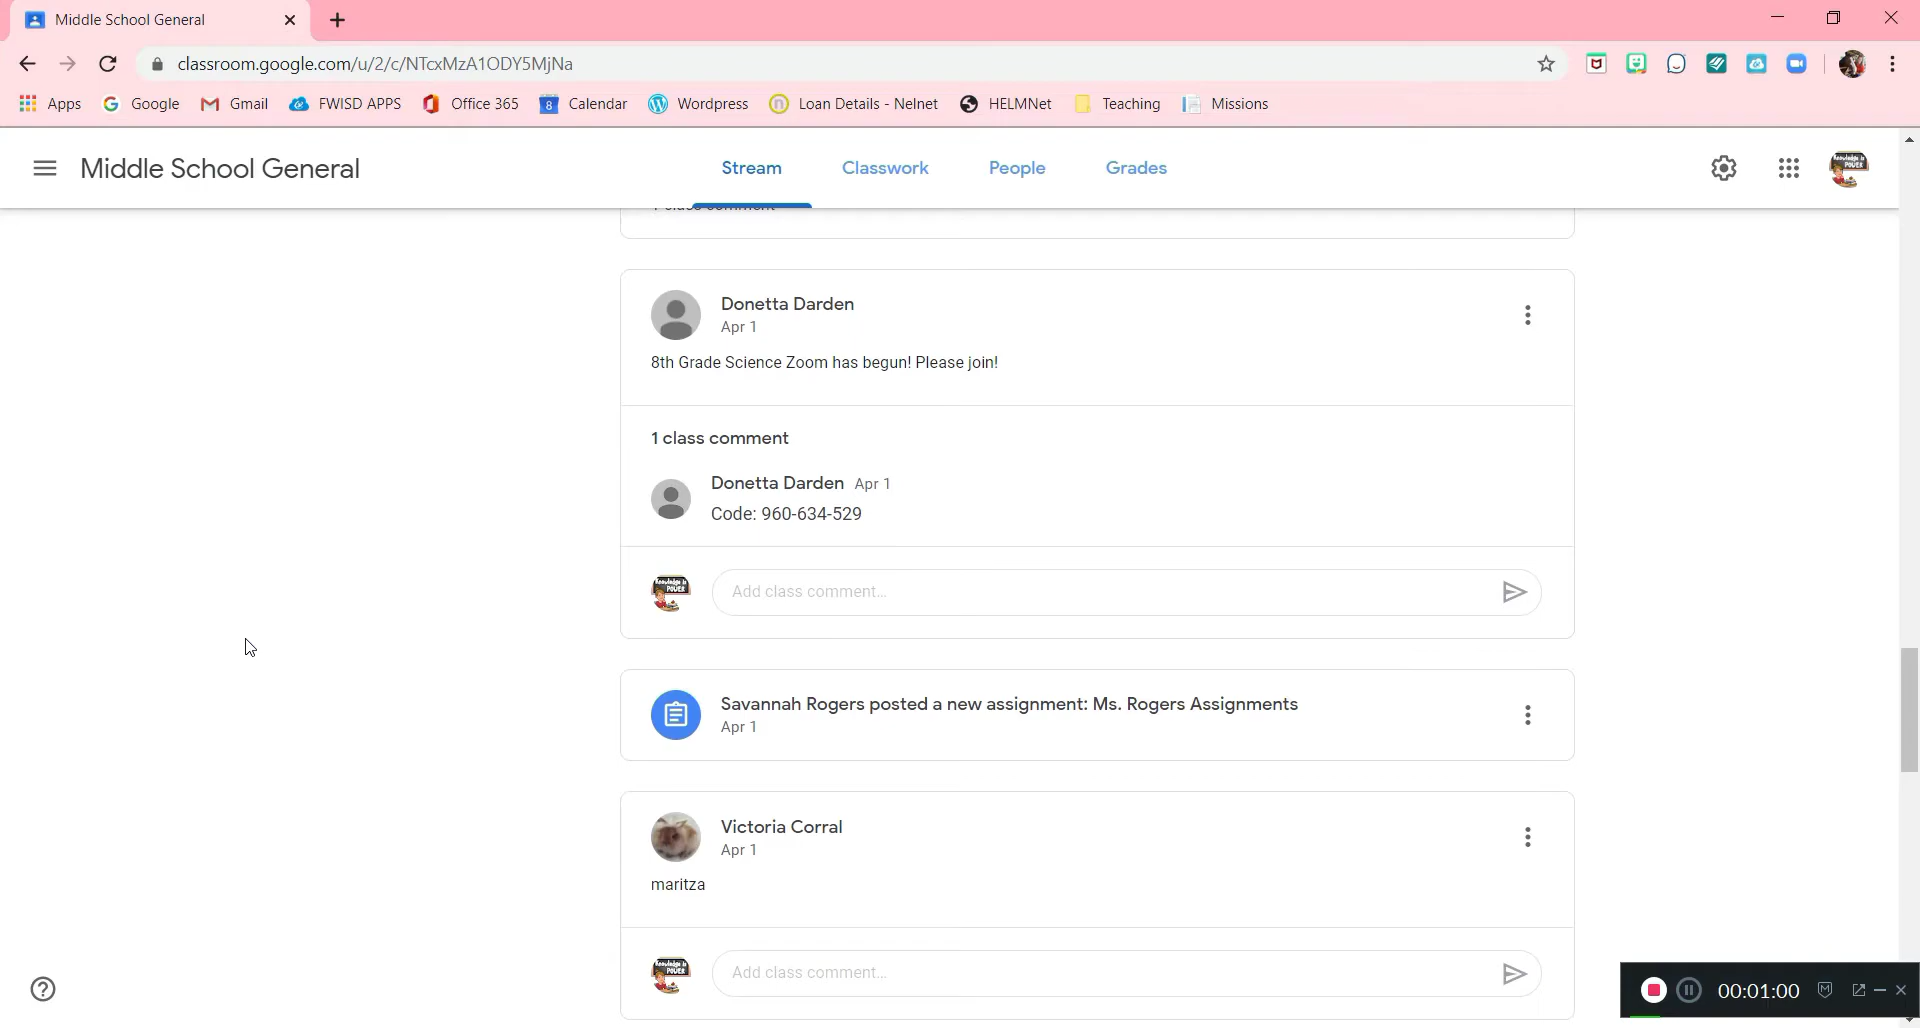 Middle School General
classroom.google.com/u/2/c/NTcxMzA1ODY5MjNa
Apps Google Gmail FWISD APPS Office 365 Calendar Wordpress Loan Details - Nelnet HELMNet Teaching Missions
Middle School General Stream Classwork People Grades
Donetta Darden
Apr 1
8th Grade Science Zoom has begun! Please join!
1 class comment
Donetta Darden Apr 1
Code: 960-634-529
Add class comment...
Savannah Rogers posted a new assignment: Ms. Rogers Assignments
Apr 1
Victoria Corral
Apr 1
maritza
Add class comment...
00:01:00